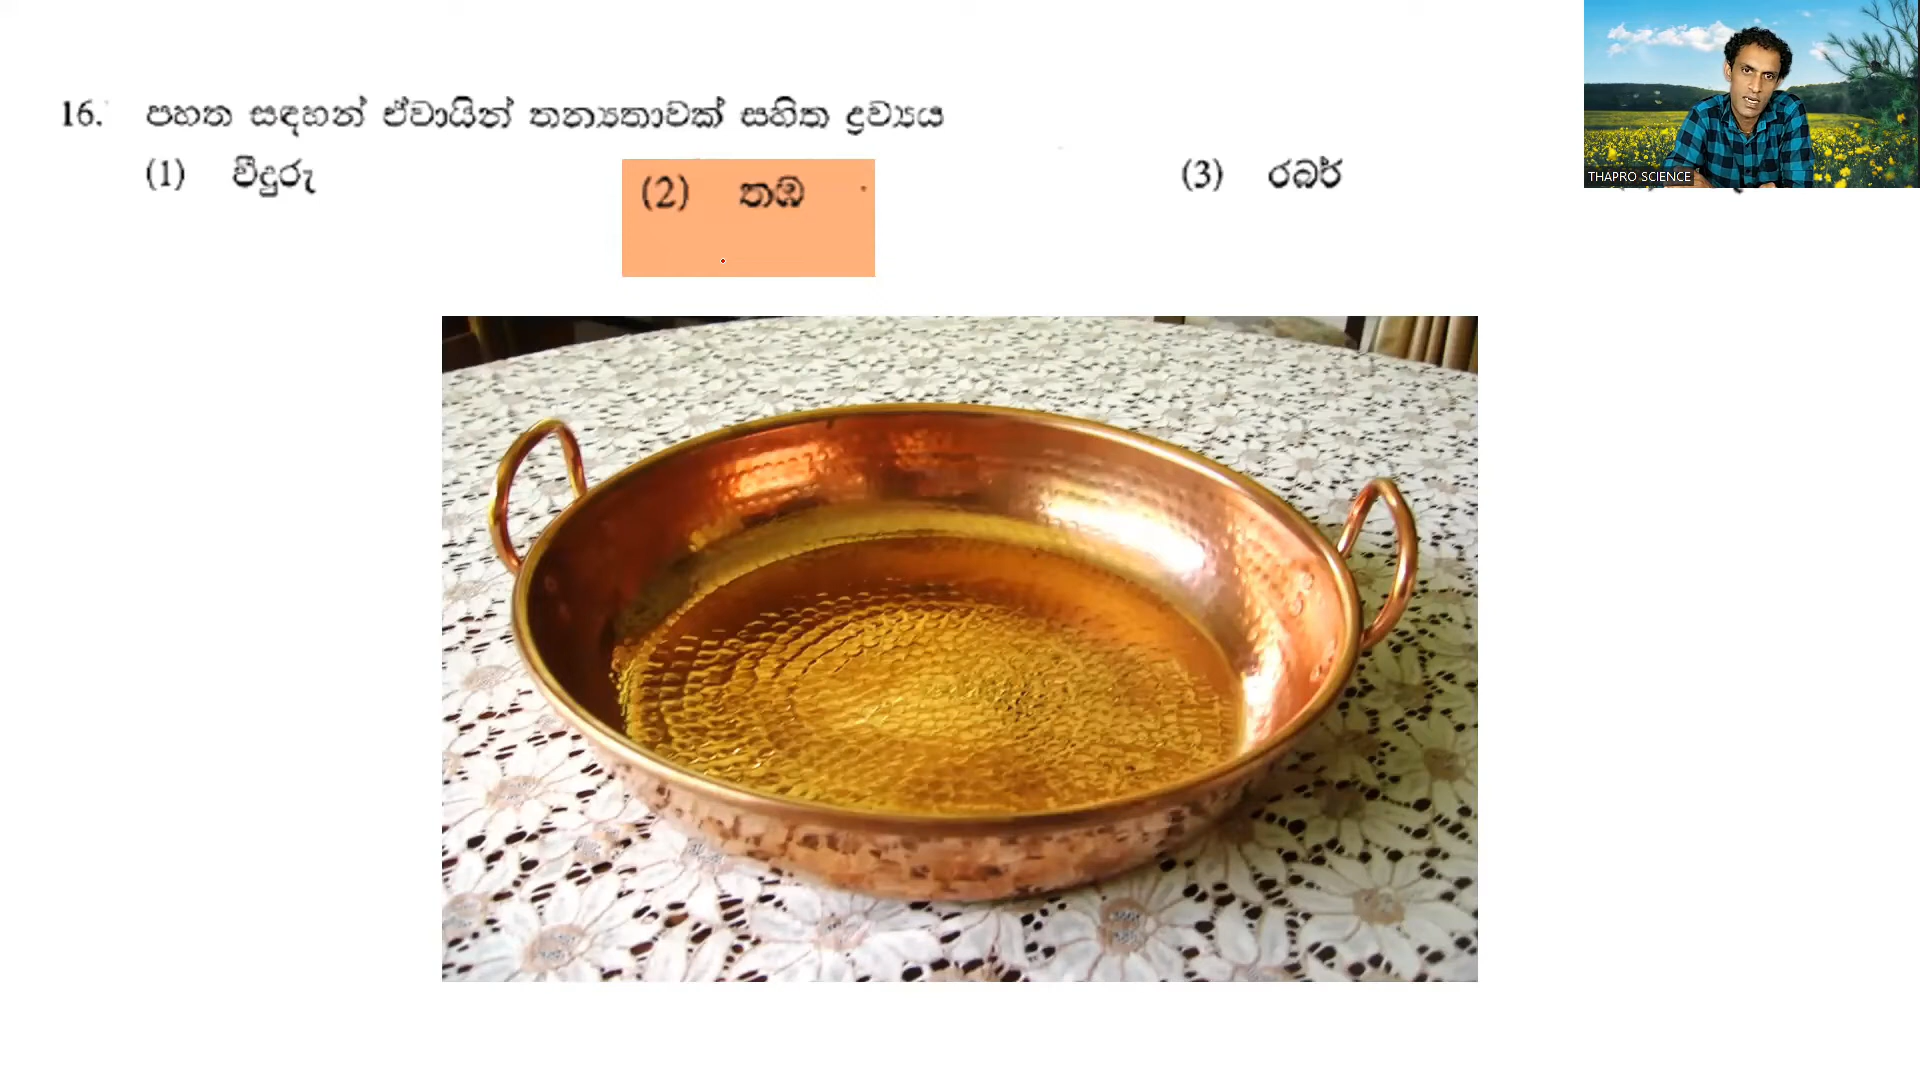 16. පහත සඳහන් ඒවායින් තන්‍යතාවක් සහිත ද්‍රව්‍යය
(1) වීදුරු (2) තඹ (3) රබර්
THAPRO SCIENCE